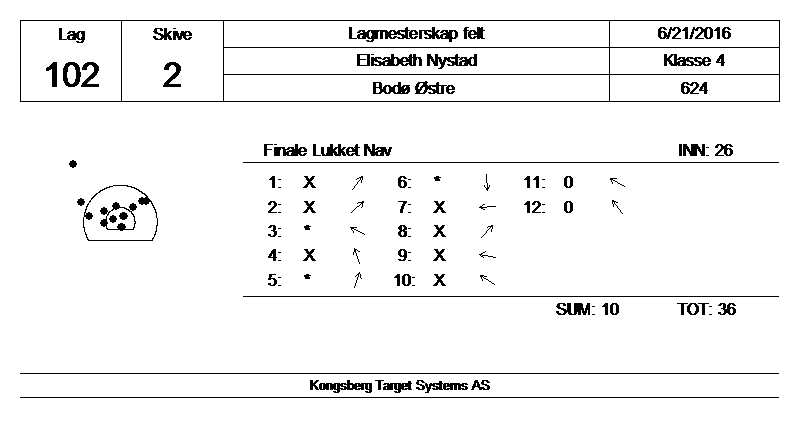 Lag Skive Lagmesterskap felt 6/21/2016
102 2 Elisabeth Nystad Klasse 4
Bodø Østre 624
Finale Lukket Nav INN: 26
1: X 6: * 11: 0
2: X 7: X 12: 0
3: * 8: X
4: X 9: X
5: * 10: X
SUM: 10 TOT: 36
Kongsberg Target Systems AS